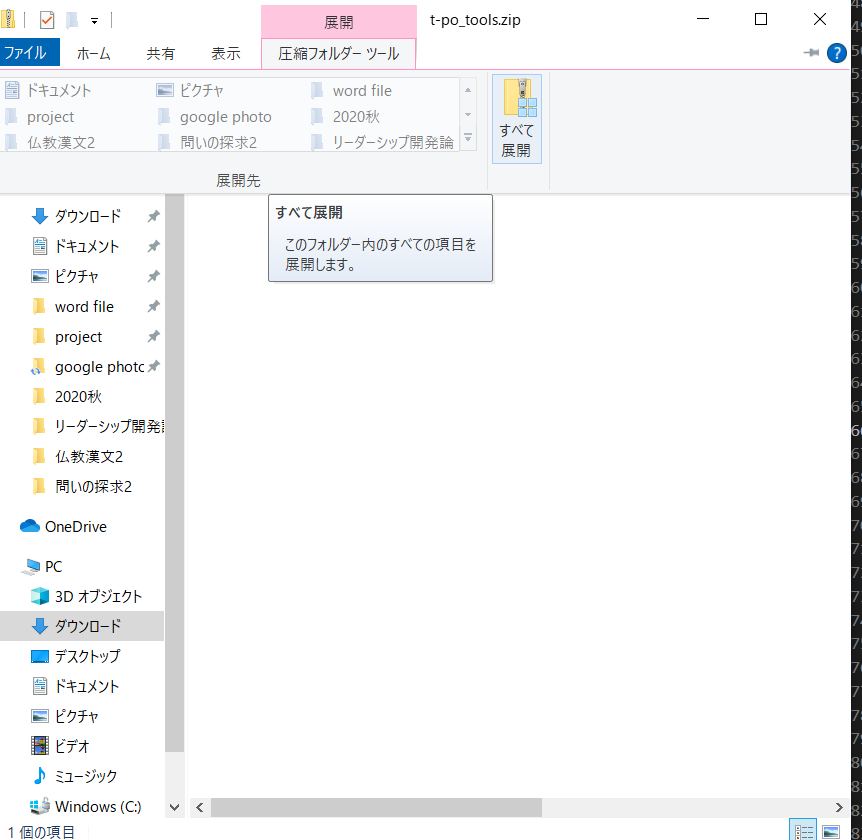 展開
t-po_tools.zip
ファイル
ホーム
共有
表示
圧縮フォルダー ツール
ドキュメント
ピクチャ
word file
project
google photo
2020秋
仏教漢文2
問いの探求2
リーダーシップ開発論
すべて
展開
展開先
すべて展開
このフォルダー内のすべての項目を
展開します。
ダウンロード
ドキュメント
ピクチャ
word file
project
google photo
2020秋
リーダーシップ開発
仏教漢文2
問いの探求2
OneDrive
PC
3D オブジェクト
ダウンロード
デスクトップ
ドキュメント
ピクチャ
ビデオ
ミュージック
Windows (C:)
1 個の項目